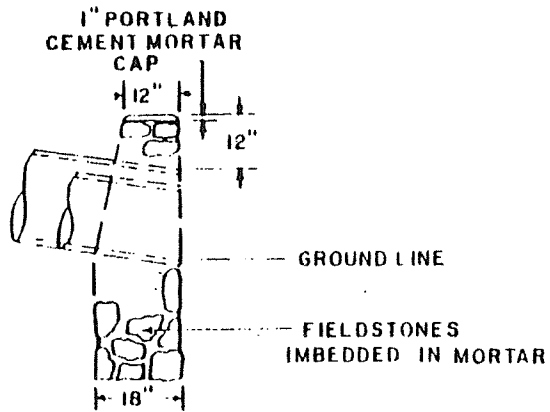 1" PORTLAND
CEMENT MORTAR
CAP
12"
12"
GROUND LINE
FIELDSTONES
IMBEDDED IN MORTAR
18"